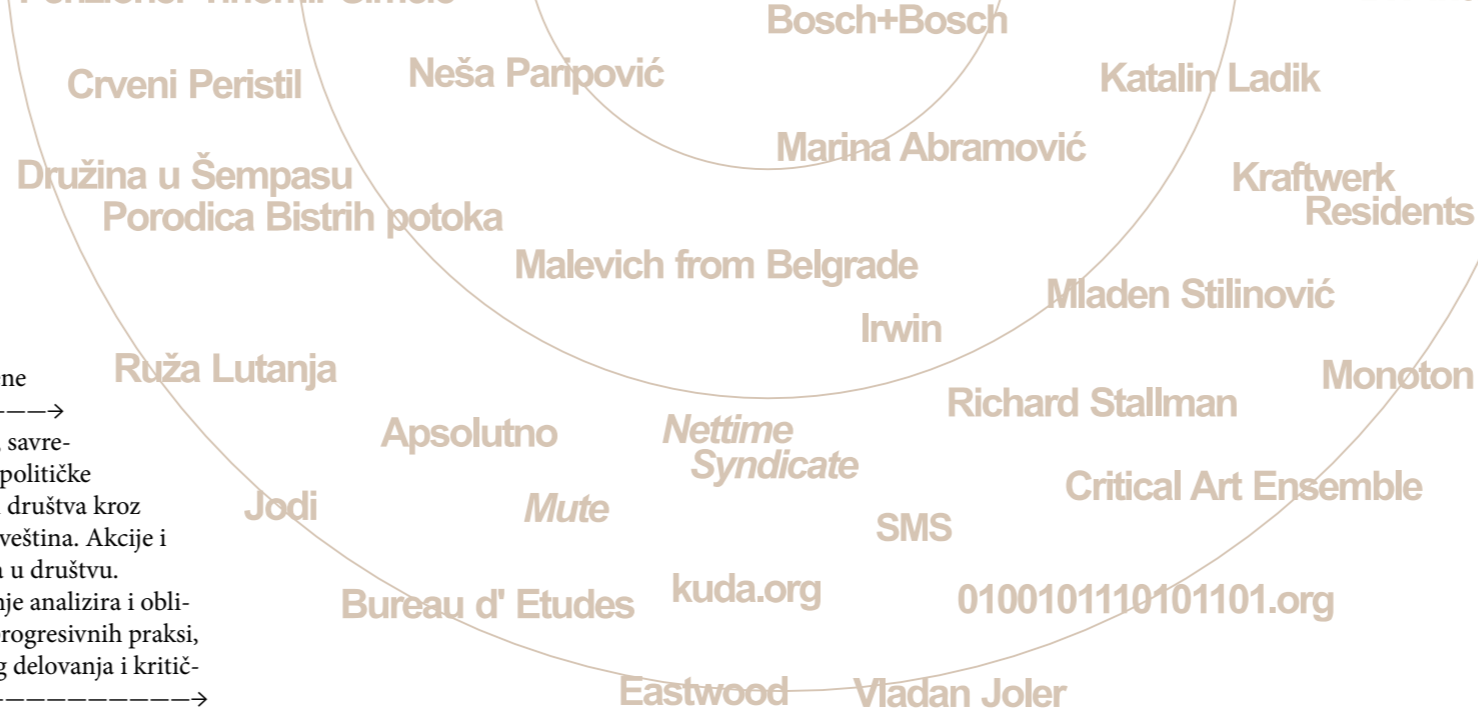 Bosch+Bosch
Crveni Peristil
Neša Paripović
Katalin Ladik
Marina Abramović
Družina u Šempasu
Porodica Bistrih potoka
Kraftwerk
Residents
Malevich from Belgrade
Mladen Stilinović
Irwin
Ruža Lutanja
Monoton
Richard Stallman
Apsolutno
Nettime
Syndicate
Critical Art Ensemble
Jodi
Mute
SMS
kuda.org
Bureau d' Etudes
0100101110101101.org
Eastwood
Vladan Joler
ne
———→
savre-
političke
društva kroz
veština. Akcije i
u društvu.
nje analizira i obli-
rogresivnih praksi,
g delovanja i kritič-
——————————→